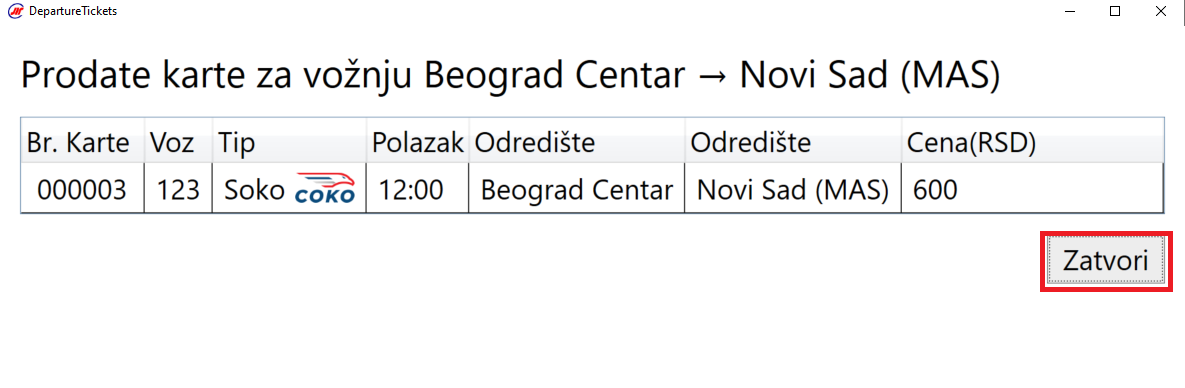 DepartureTickets
Prodate karte za vožnju Beograd Centar → Novi Sad (MAS)
Br. Karte Voz Tip Polazak Odredište Odredište Cena(RSD)
000003 123 Soko СОКО 12:00 Beograd Centar Novi Sad (MAS) 600
Zatvori